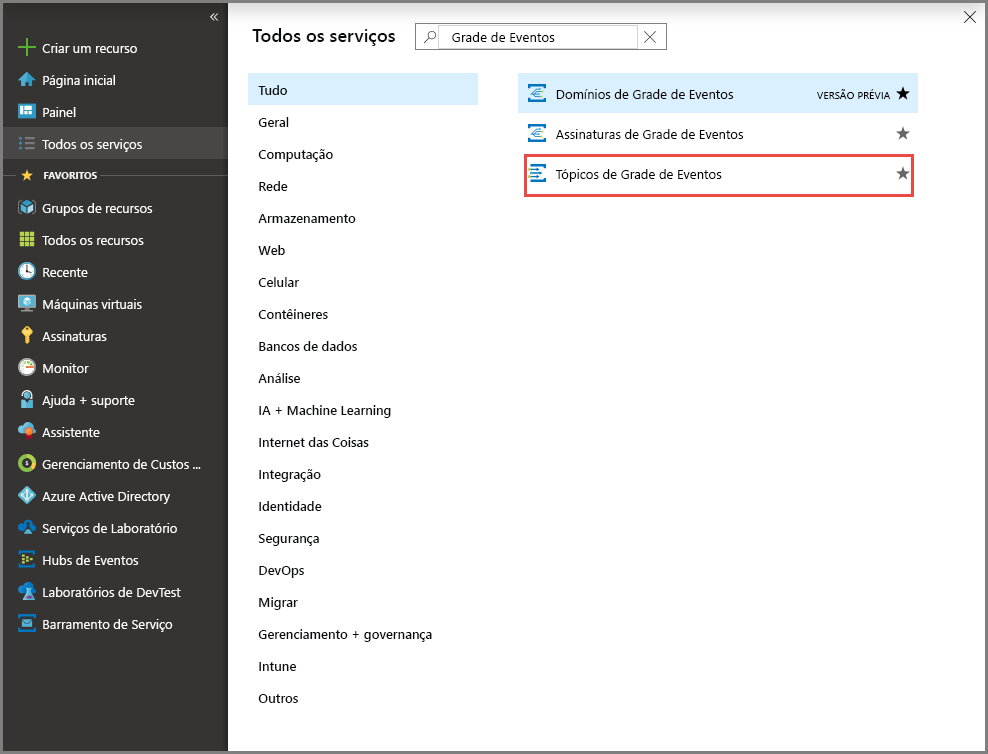 «
Criar um recurso
Página inicial
Painel
Todos os serviços
FAVORITOS
Grupos de recursos
Todos os recursos
Recente
Máquinas virtuais
Assinaturas
Monitor
Ajuda + suporte
Assistente
Gerenciamento de Custos ...
Azure Active Directory
Serviços de Laboratório
Hubs de Eventos
Laboratórios de DevTest
Barramento de Serviço
Todos os serviços
Grade de Eventos
Tudo
Geral
Computação
Rede
Armazenamento
Web
Celular
Contêineres
Bancos de dados
Análise
IA + Machine Learning
Internet das Coisas
Integração
Identidade
Segurança
DevOps
Migrar
Gerenciamento + governança
Intune
Outros
Domínios de Grade de Eventos VERSÃO PRÉVIA
Assinaturas de Grade de Eventos
Tópicos de Grade de Eventos